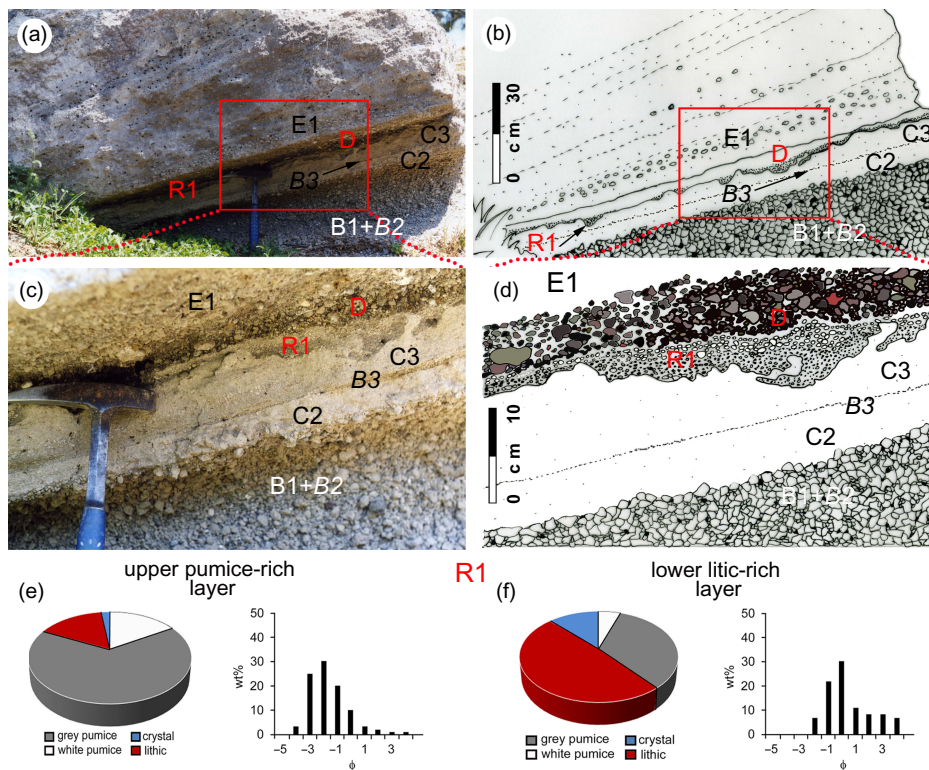 (a)
E1
D
C3
C2
R1
B3
B1+B2
(b)
30
0
cm
E1
D
C3
C2
B3
R1
B1+B2
(c)
E1
D
R1
C3
B3
C2
B1+B2
(d)
E1
D
R1
C3
B3
C2
B1+B2
10
0
cm
R1
(e)
upper pumice-rich
layer
grey pumice
crystal
white pumice
lithic
wt%
50
40
30
20
10
0
−5 −3 −1 1 3
ϕ
(f)
lower litic-rich
layer
grey pumice
crystal
white pumice
lithic
wt%
50
40
30
20
10
0
−5 −3 −1 1 3
ϕ